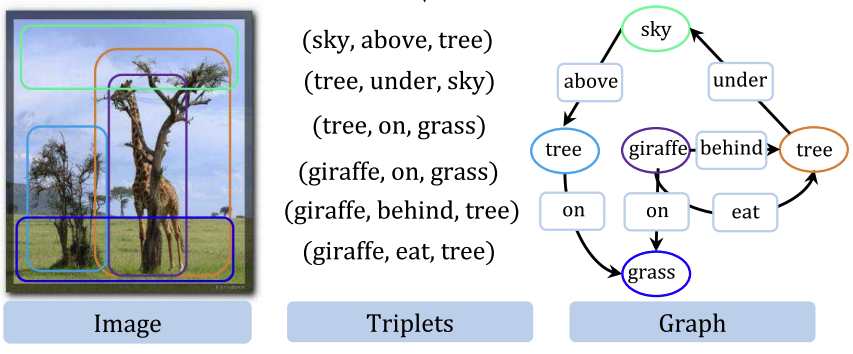 (sky, above, tree)
(tree, under, sky)
(tree, on, grass)
(giraffe, on, grass)
(giraffe, behind, tree)
(giraffe, eat, tree)
sky
above
under
tree
giraffe
behind
tree
on
on
eat
grass
Image
Triplets
Graph